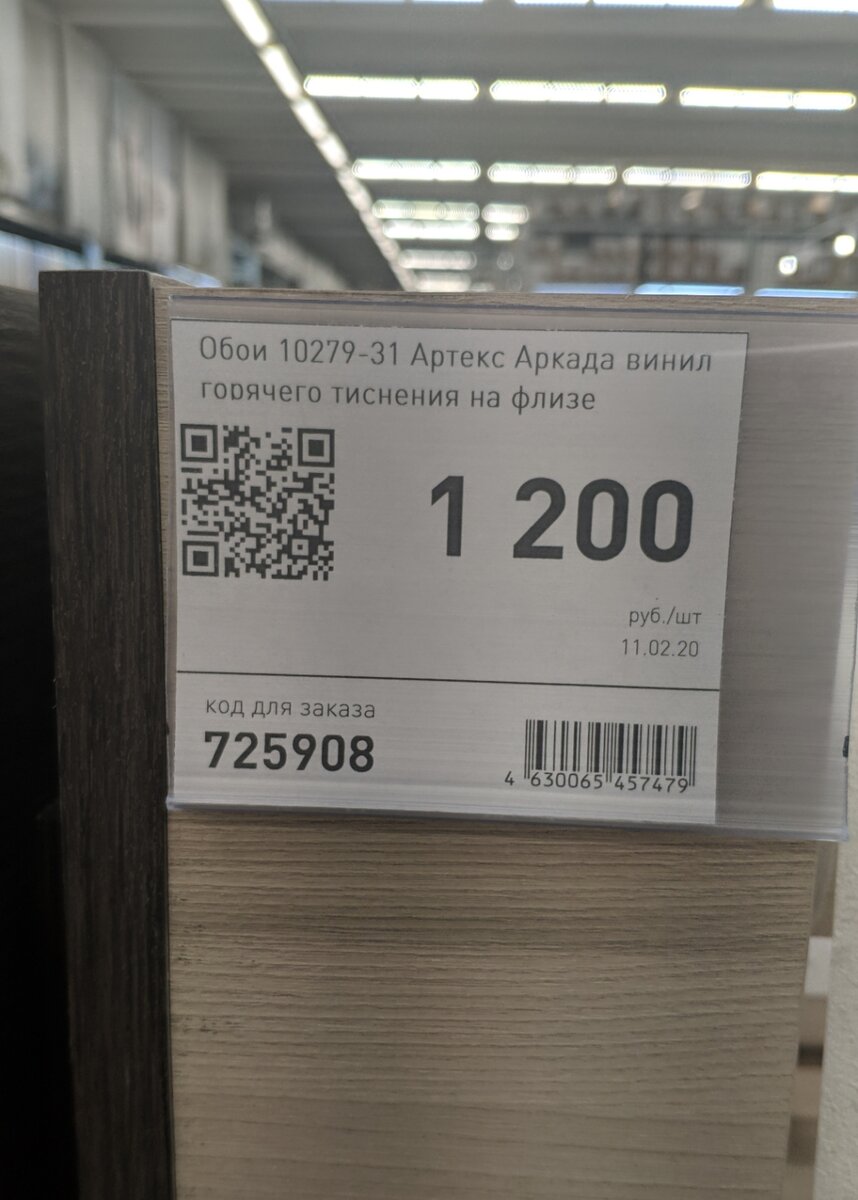 Обои 10279-31 Артекс Аркада винил
горячего тиснения на флизе
1 200
руб./шт
11.02.20
код для заказа
725908
4 630065 457479